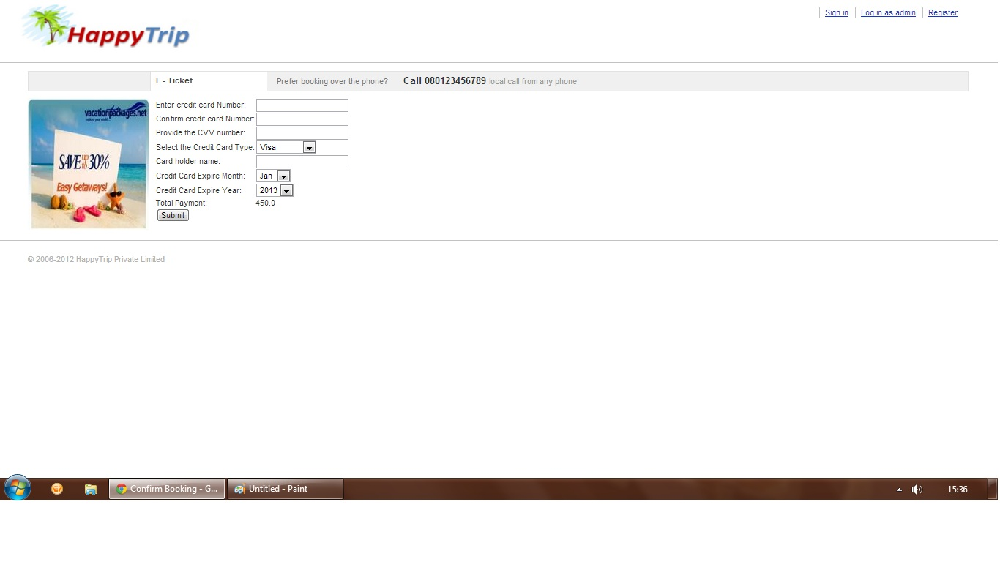 HappyTrip
Sign in Log in as admin Register
E - Ticket Prefer booking over the phone? Call 080123456789 local call from any phone
vacationpackages.net
SAVE up to 30%
Easy Getaways!
Enter credit card Number:
Confirm credit card Number:
Provide the CVV number:
Select the Credit Card Type: Visa
Card holder name:
Credit Card Expire Month: Jan
Credit Card Expire Year: 2013
Total Payment: 450.0
Submit
© 2006-2012 HappyTrip Private Limited
Confirm Booking - G... Untitled - Paint 15:36